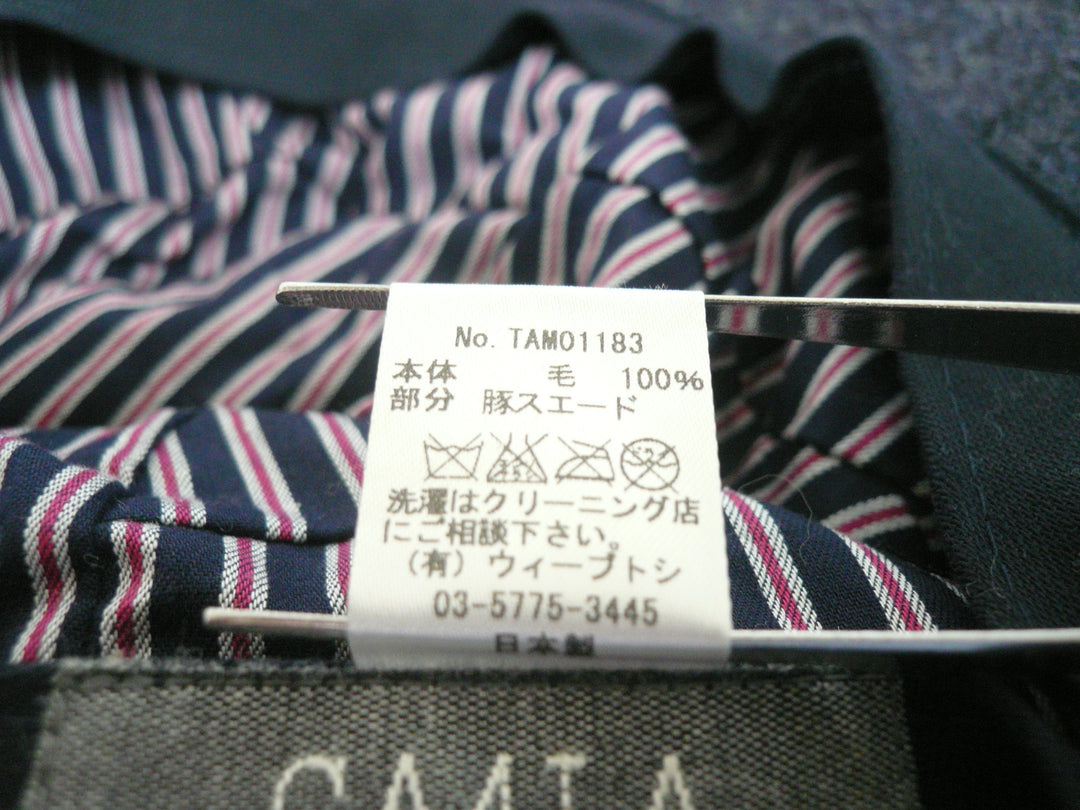 No. TAM01183
本体 毛 100%
部分 豚スエード
洗濯はクリーニング店
にご相談下さい。
(有) ウィープトシ
03-5775-3445
日本製